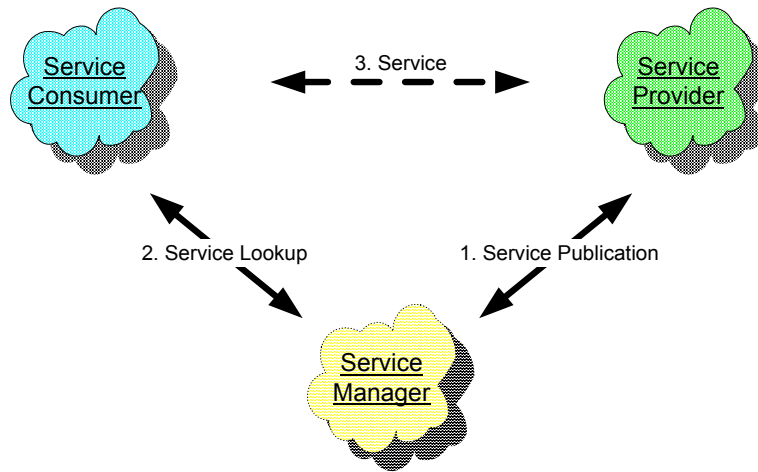 Service
Consumer
3. Service
Service
Provider
2. Service Lookup
1. Service Publication
Service
Manager